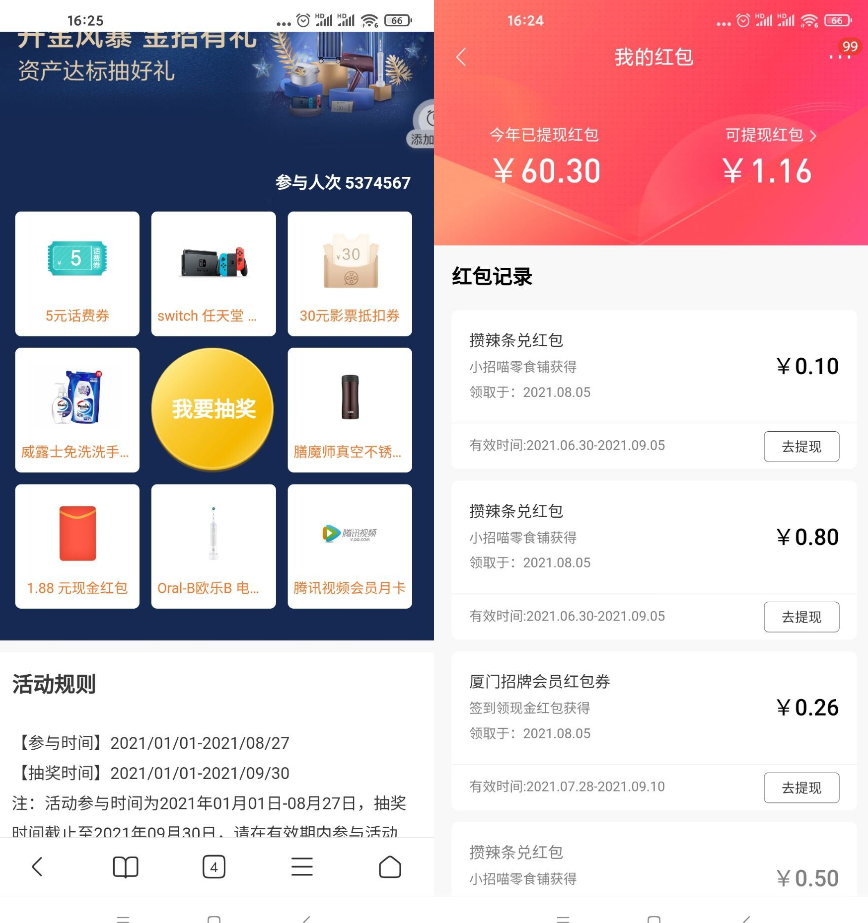 16:25
66
开金风暴 金招有礼
资产达标抽好礼
添加
参与人次 5374567
5
话费券
5元话费券
switch 任天堂 ...
¥30
30元影票抵扣券
威露士免洗洗手...
我要抽奖
膳魔师真空不锈...
1.88 元现金红包
Oral-B欧乐B 电...
腾讯视频
腾讯视频会员月卡
活动规则
【参与时间】2021/01/01-2021/08/27
【抽奖时间】2021/01/01-2021/09/30
注：活动参与时间为2021年01月01日-08月27日，抽奖
时间截止至2021年09月30日，请在有效期内参与活动
4
16:24
66
我的红包
99
今年已提现红包
¥60.30
可提现红包
¥1.16
红包记录
攒辣条兑红包
小招喵零食铺获得
领取于：2021.08.05
¥0.10
有效时间:2021.06.30-2021.09.05
去提现
攒辣条兑红包
小招喵零食铺获得
领取于：2021.08.05
¥0.80
有效时间:2021.06.30-2021.09.05
去提现
厦门招牌会员红包券
签到领现金红包获得
领取于：2021.08.05
¥0.26
有效时间:2021.07.28-2021.09.10
去提现
攒辣条兑红包
小招喵零食铺获得
¥0.50